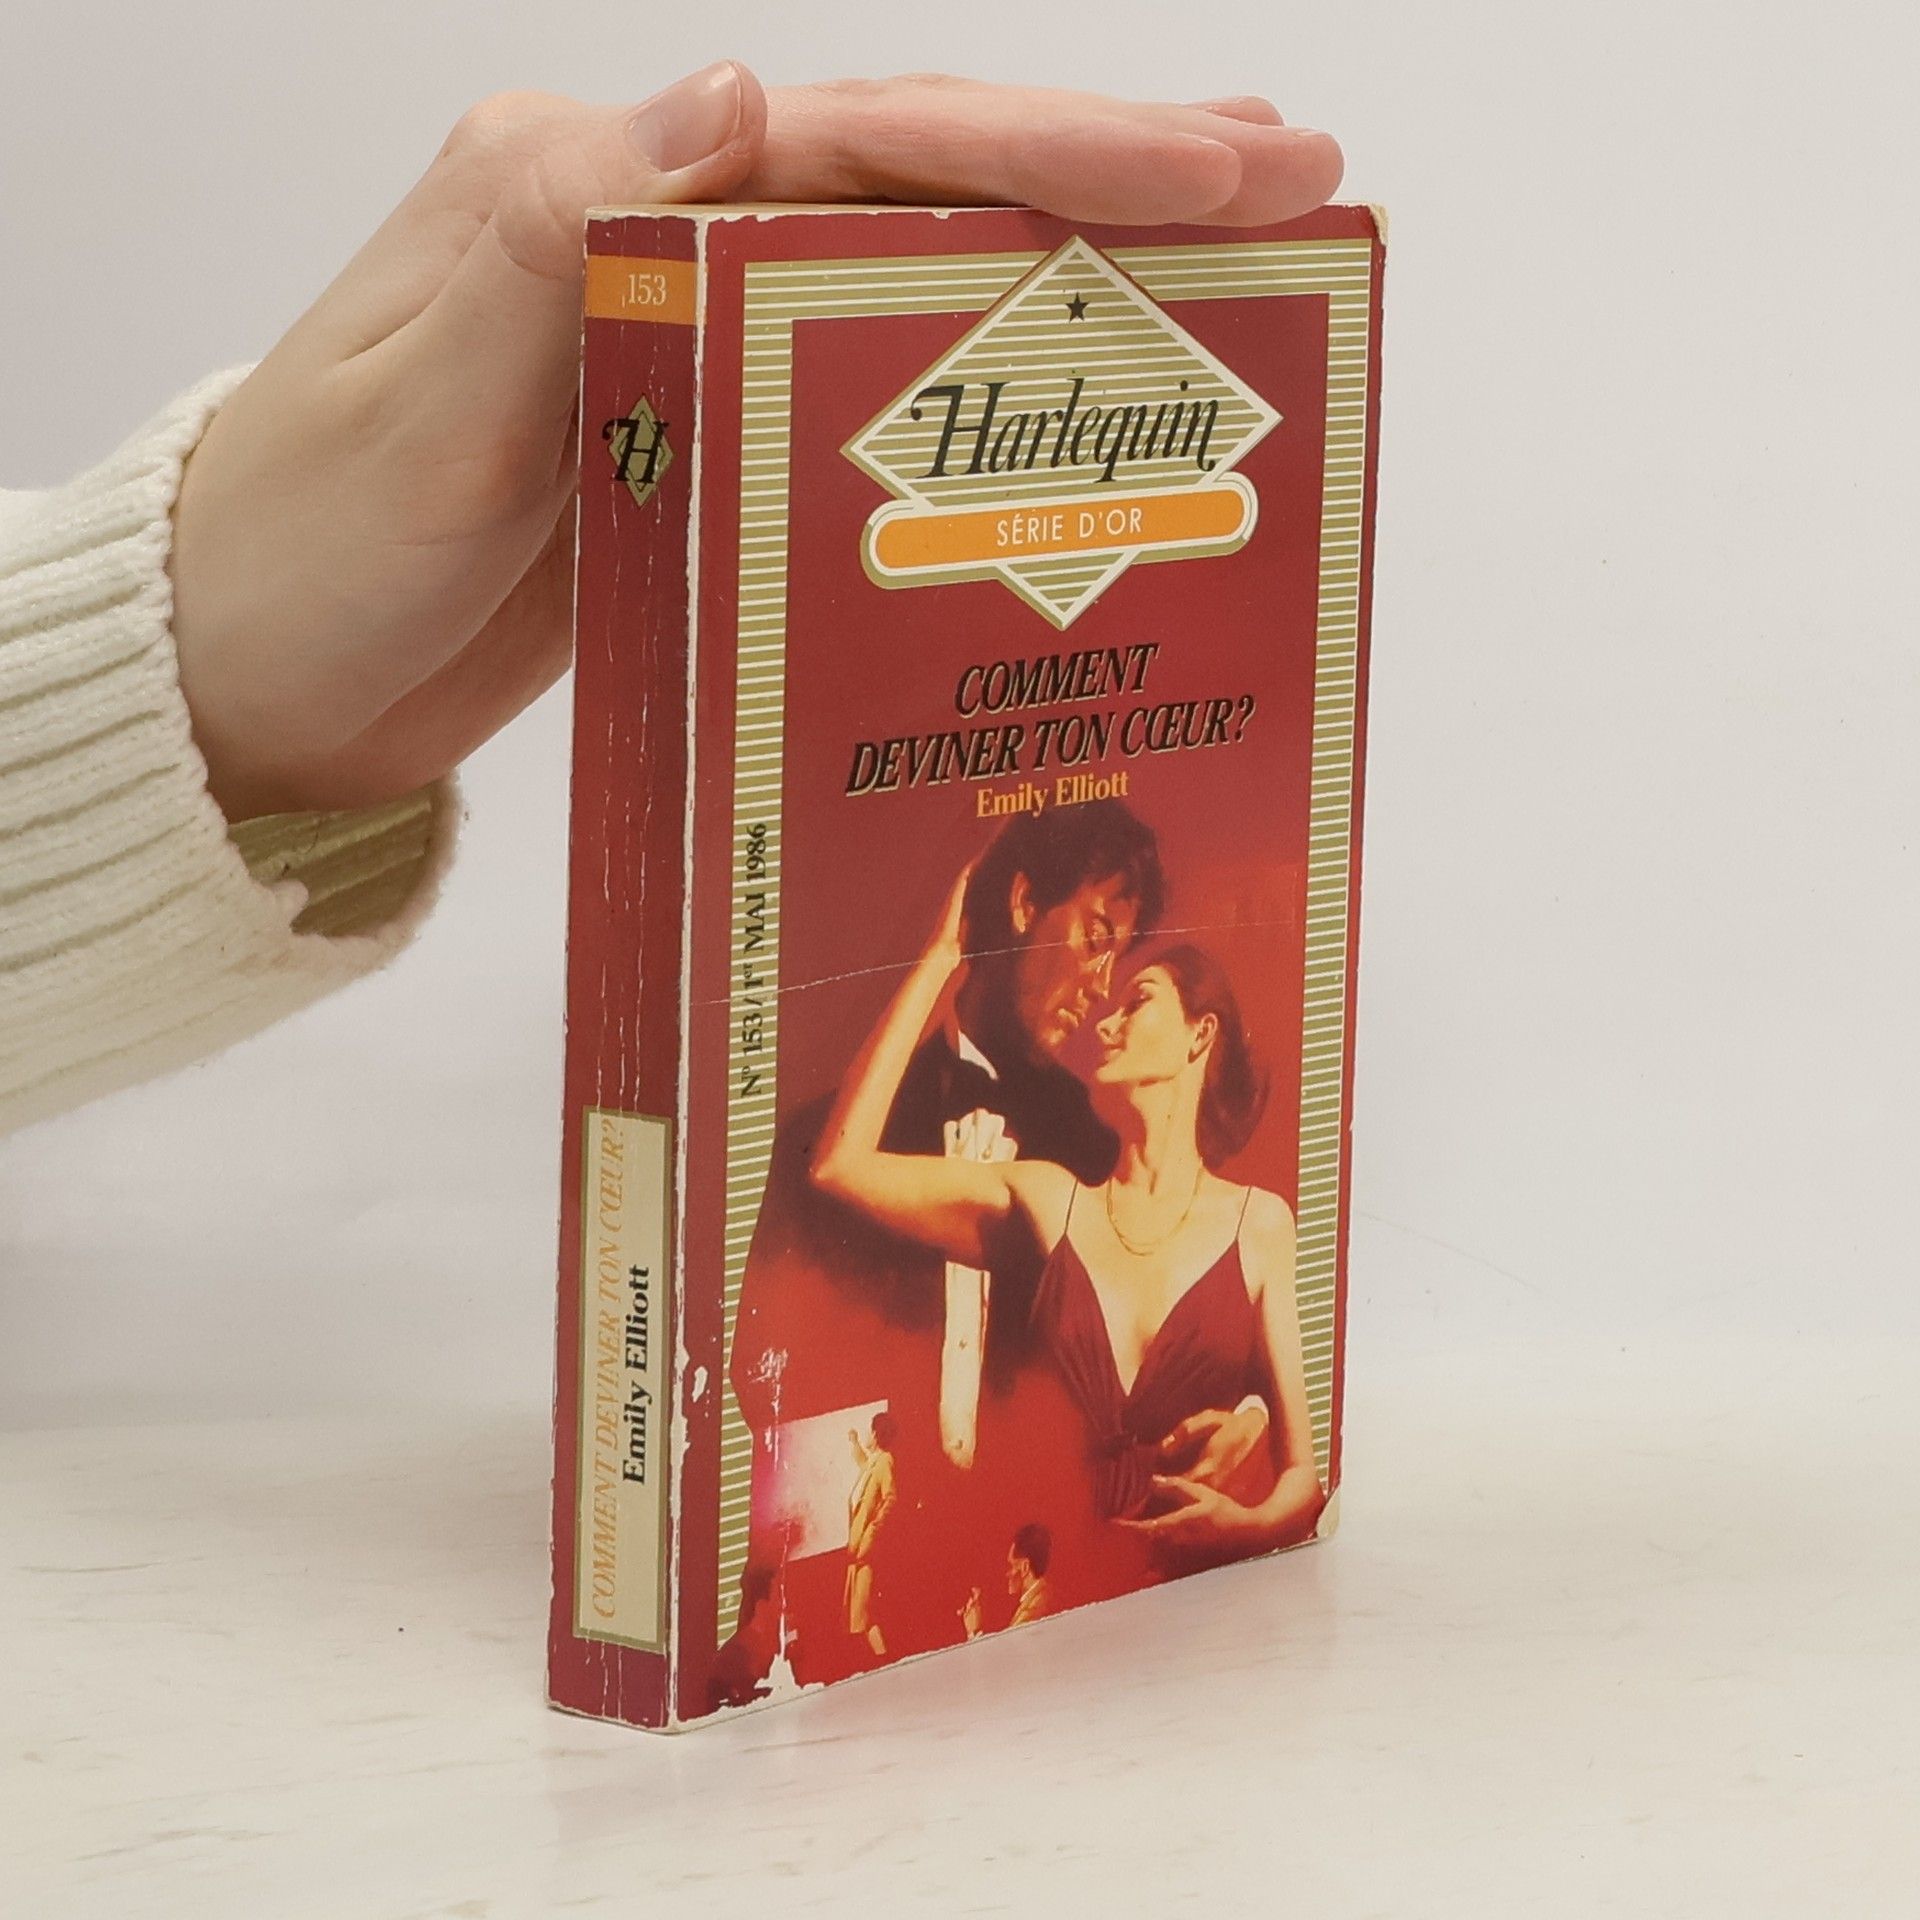 153
H
COMMENT DEVINER TON CŒUR?
Emily Elliott
Harlequin
SÉRIE D'OR
COMMENT
DEVINER TON CŒUR?
Emily Elliott
Nº 153 / 1er MAI 1986